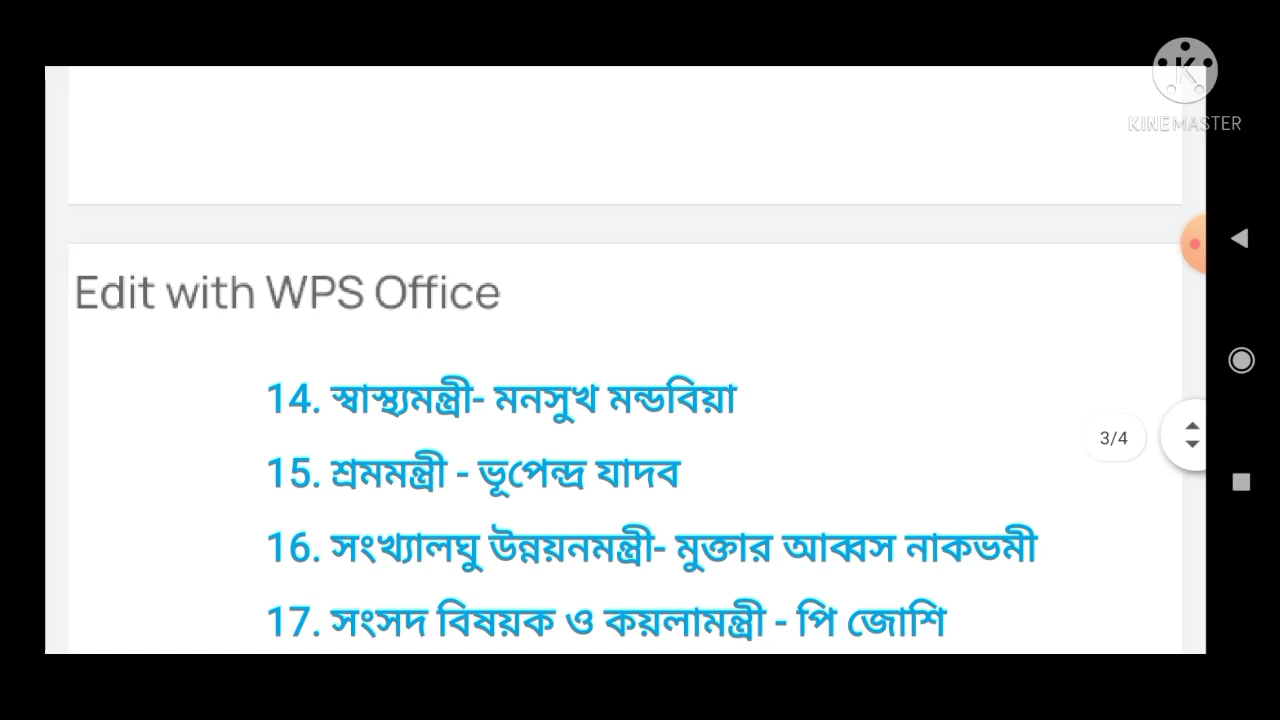 KINEMASTER
Edit with WPS Office
14. স্বাস্থ্যমন্ত্রী- মনসুখ মন্ডবিয়া
3/4
15. শ্রমমন্ত্রী - ভূপেন্দ্র যাদব
16. সংখ্যালঘু উন্নয়নমন্ত্রী- মুক্তার আব্বস নাকভমী
17. সংসদ বিষয়ক ও কয়লামন্ত্রী - পি জোশি